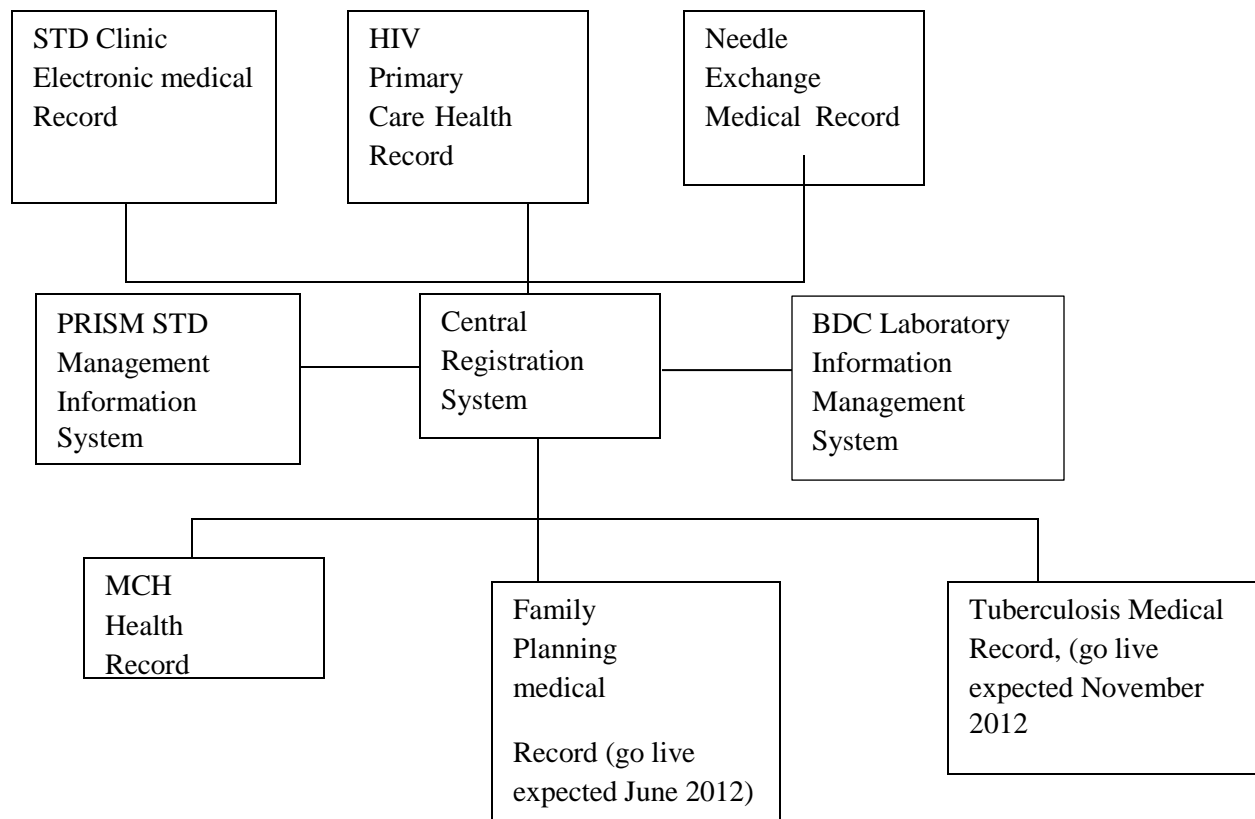 STD Clinic
Electronic medical
Record
HIV
Primary
Care Health
Record
Needle
Exchange
Medical Record
PRISM STD
Management
Information
System
Central
Registration
System
BDC Laboratory
Information
Management
System
MCH
Health
Record
Family
Planning
medical
Record (go live
expected June 2012)
Tuberculosis Medical
Record, (go live
expected November
2012